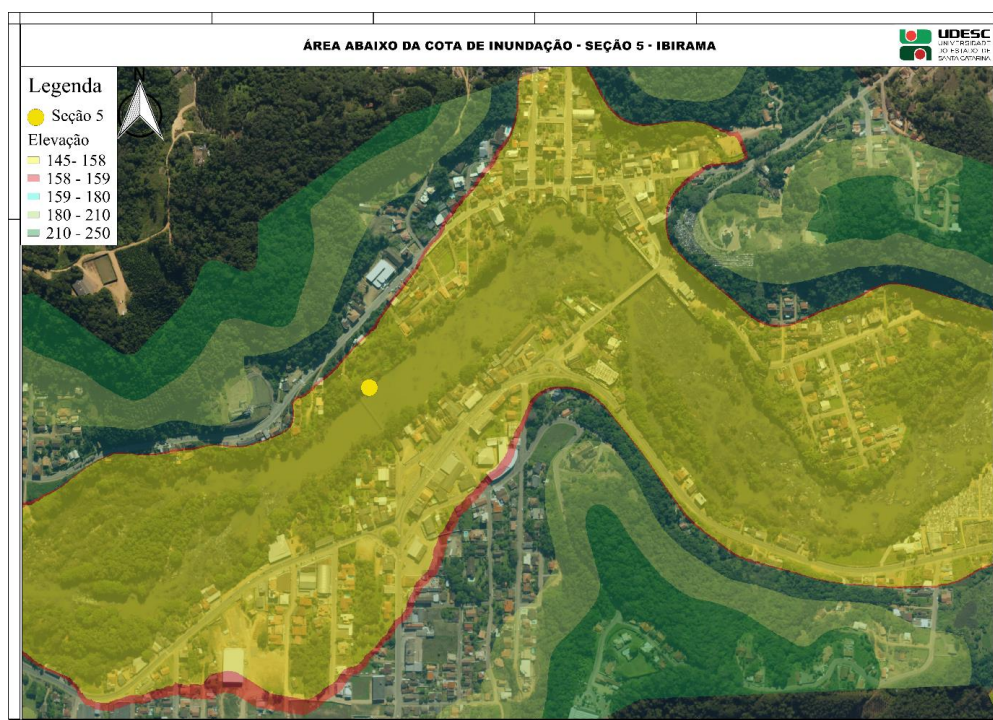 ÁREA ABAIXO DA COTA DE INUNDAÇÃO - SEÇÃO 5 - IBIRAMA
UDESC
UNIVERSIDADE
DO ESTADO DE
SANTA CATARINA
Legenda
N
Seção 5
Elevação
145- 158
158 - 159
159 - 180
180 - 210
210 - 250